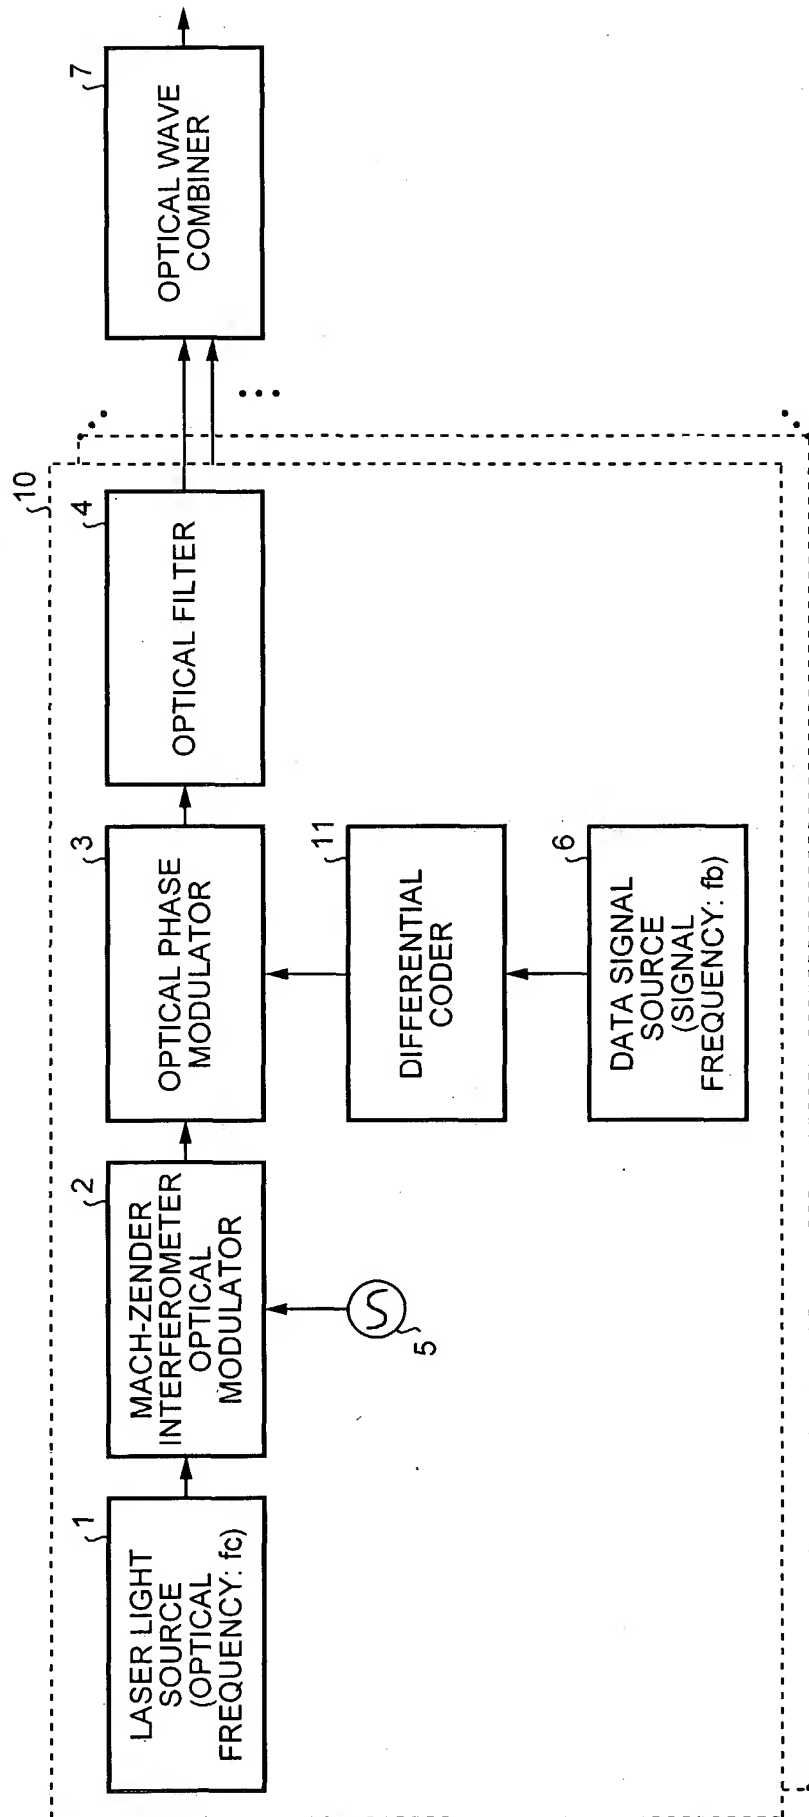 10
1
LASER LIGHT
SOURCE
(OPTICAL
FREQUENCY: fc)
2
MACH-ZENDER
INTERFEROMETER
OPTICAL
MODULATOR
3
OPTICAL PHASE
MODULATOR
4
OPTICAL FILTER
7
OPTICAL WAVE
COMBINER
5
11
DIFFERENTIAL
CODER
6
DATA SIGNAL
SOURCE
(SIGNAL
FREQUENCY: fb)